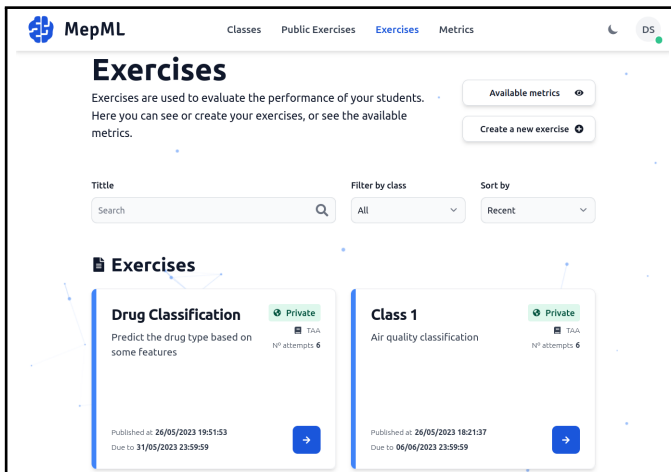 MepML
Classes Public Exercises Exercises Metrics DS
Exercises
Exercises are used to evaluate the performance of your students.
Here you can see or create your exercises, or see the available
metrics.
Available metrics
Create a new exercise
Tittle
Search
Filter by class
All
Sort by
Recent
Exercises
Drug Classification
Private
Predict the drug type based on
some features
TAA
Nº attempts 6
Published at 26/05/2023 19:51:53
Due to 31/05/2023 23:59:59
Class 1
Private
Air quality classification
TAA
Nº attempts 6
Published at 26/05/2023 18:21:37
Due to 06/06/2023 23:59:59